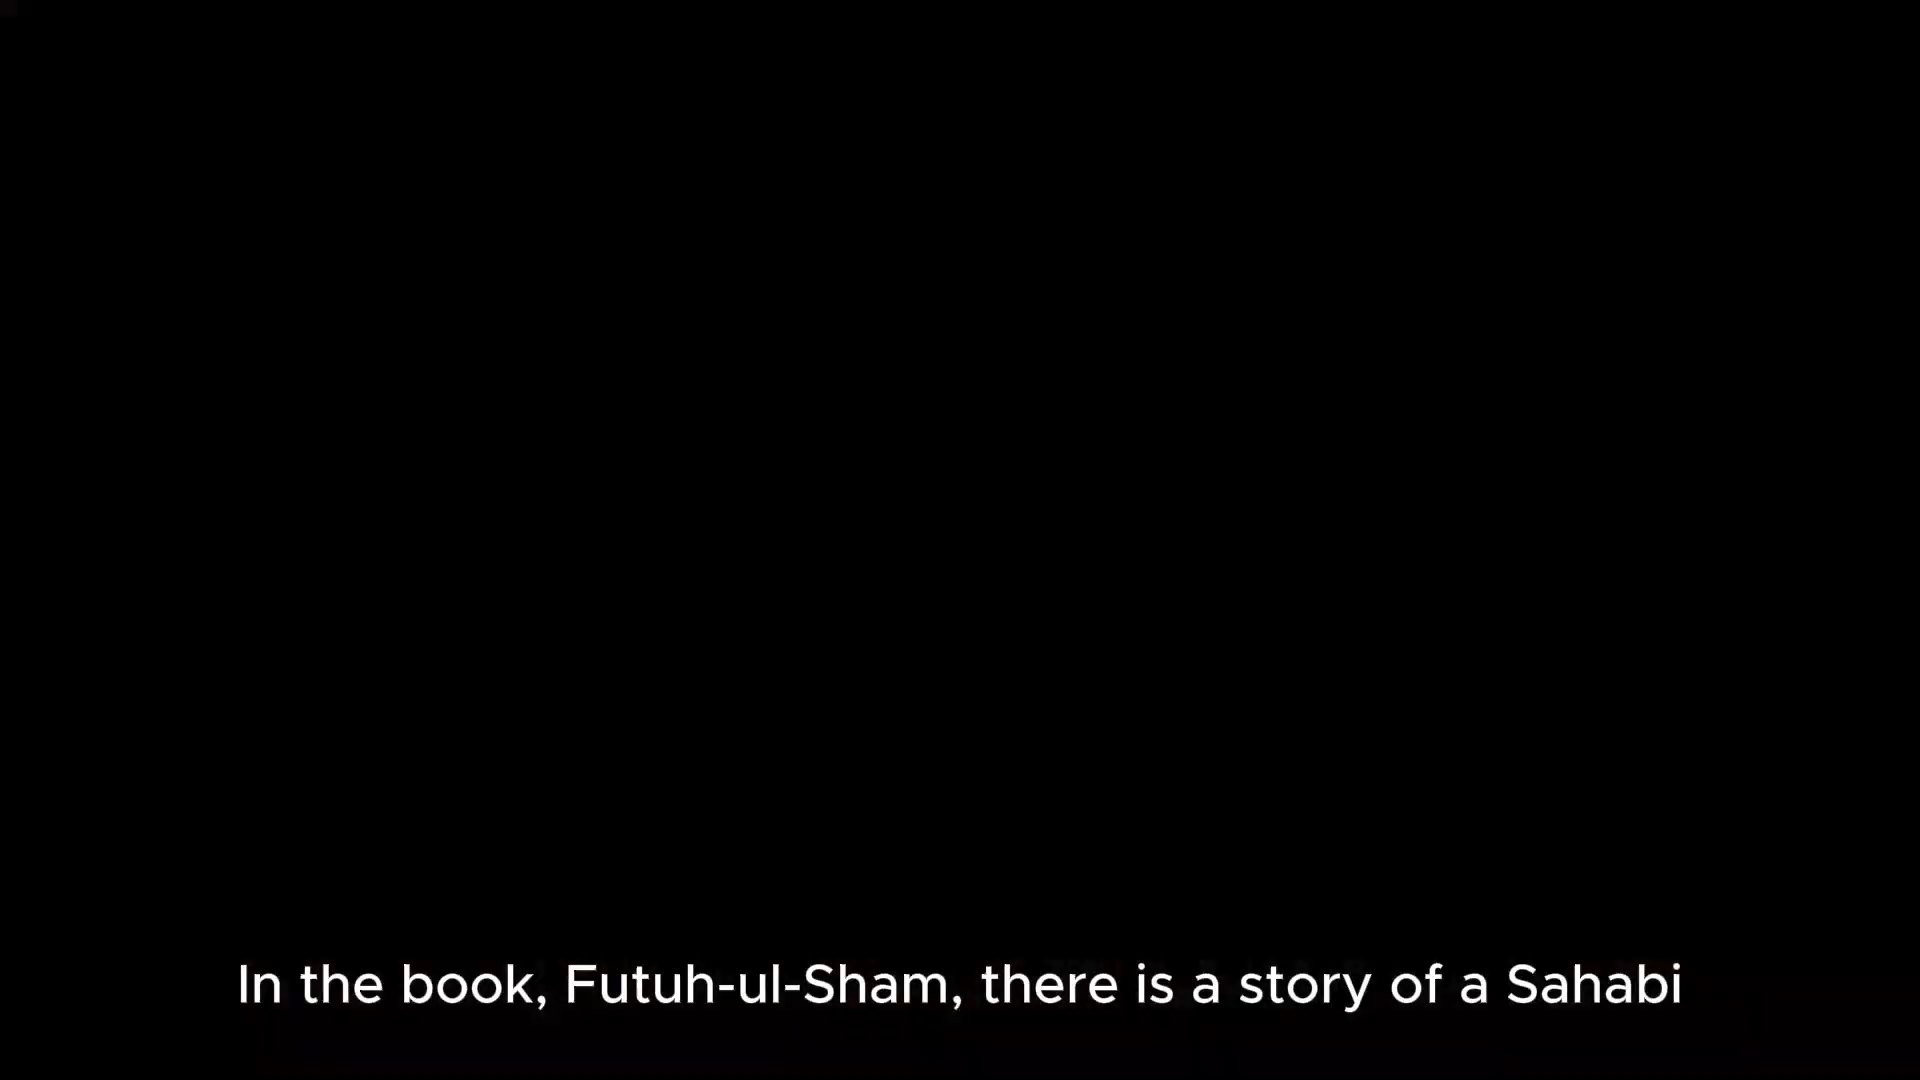 In the book, Futuh-ul-Sham, there is a story of a Sahabi